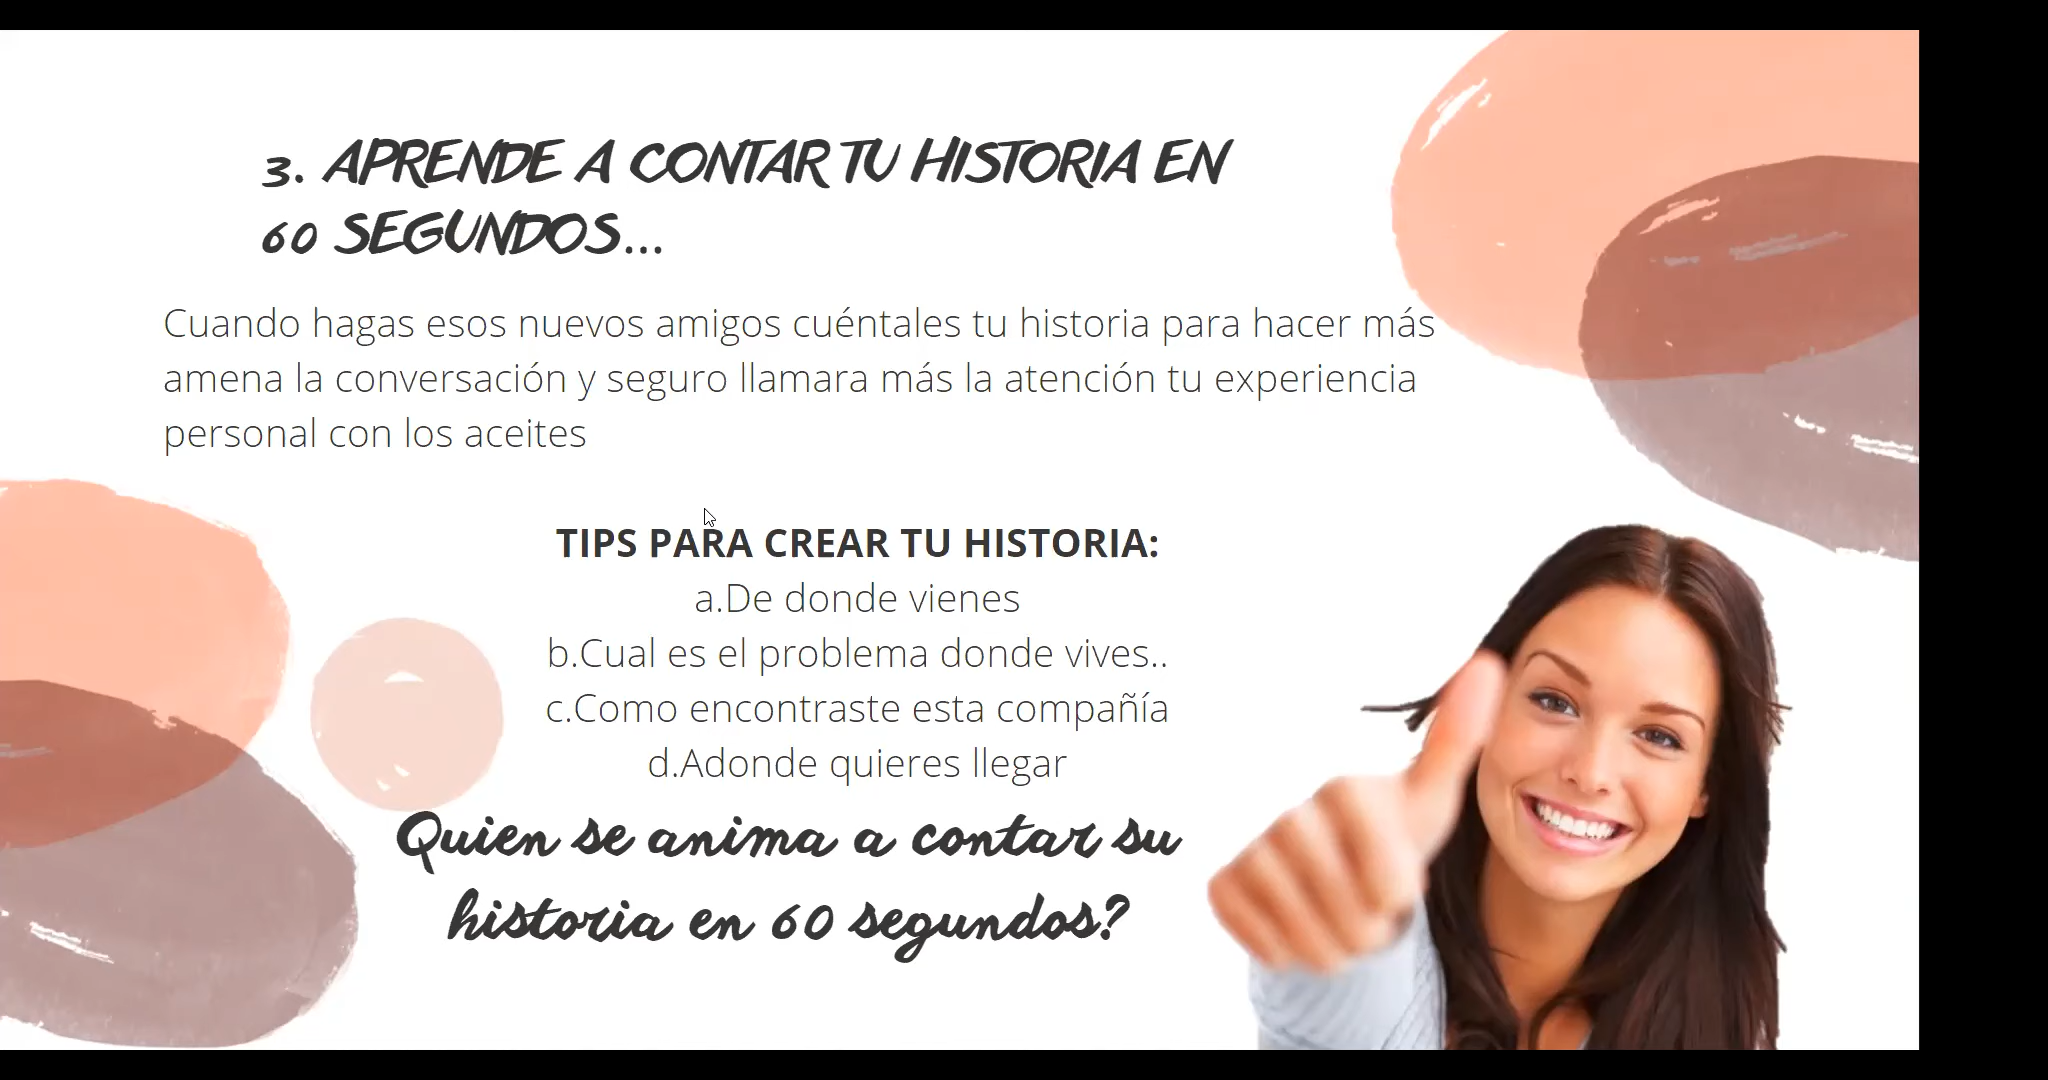 3. APRENDE A CONTAR TU HISTORIA EN
60 SEGUNDOS...
Cuando hagas esos nuevos amigos cuéntales tu historia para hacer más
amena la conversación y seguro llamara más la atención tu experiencia
personal con los aceites
TIPS PARA CREAR TU HISTORIA:
a.De donde vienes
b.Cual es el problema donde vives..
c.Como encontraste esta compañía
d.Adonde quieres llegar
Quien se anima a contar su
historia en 60 segundos?